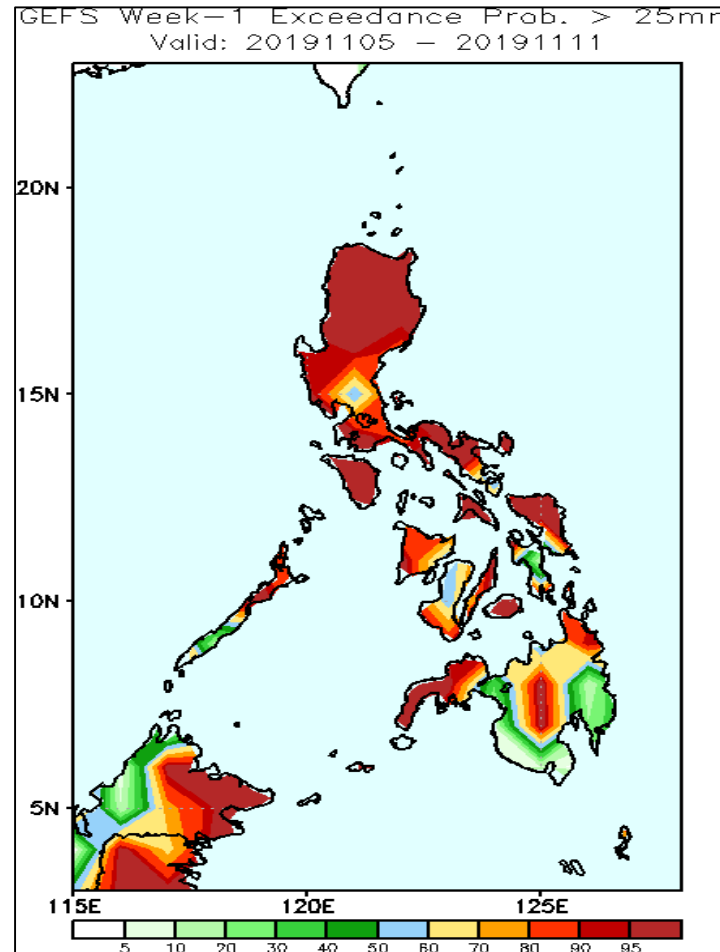 GEFS Week-1 Exceedance Prob. > 25mm
Valid: 20191105 - 20191111
20N
15N
10N
5N
115E 120E 125E
5 10 20 30 40 50 60 70 80 90 95